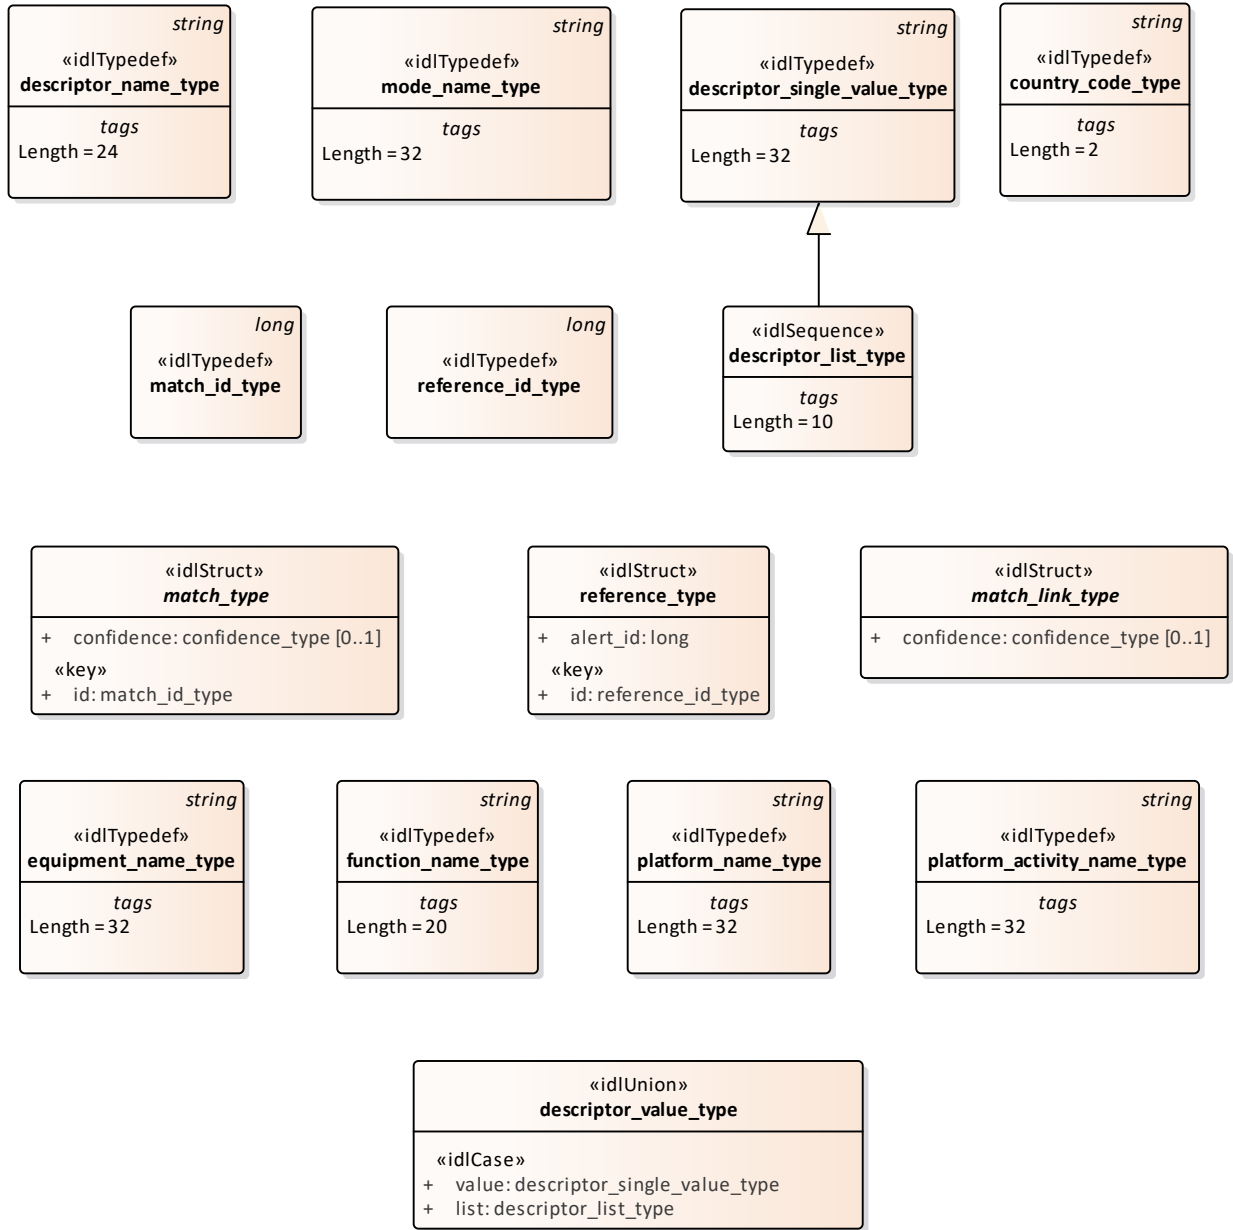 string
«idlTypedef»
descriptor_name_type
tags
Length = 24
string
«idlTypedef»
mode_name_type
tags
Length = 32
string
«idlTypedef»
descriptor_single_value_type
tags
Length = 32
string
«idlTypedef»
country_code_type
tags
Length = 2
long
«idlTypedef»
match_id_type
long
«idlTypedef»
reference_id_type
«idlSequence»
descriptor_list_type
tags
Length = 10
«idlStruct»
match_type
+ confidence: confidence_type [0..1]
«key»
+ id: match_id_type
«idlStruct»
reference_type
+ alert_id: long
«key»
+ id: reference_id_type
«idlStruct»
match_link_type
+ confidence: confidence_type [0..1]
string
«idlTypedef»
equipment_name_type
tags
Length = 32
string
«idlTypedef»
function_name_type
tags
Length = 20
string
«idlTypedef»
platform_name_type
tags
Length = 32
string
«idlTypedef»
platform_activity_name_type
tags
Length = 32
«idlUnion»
descriptor_value_type
«idlCase»
+ value: descriptor_single_value_type
+ list: descriptor_list_type